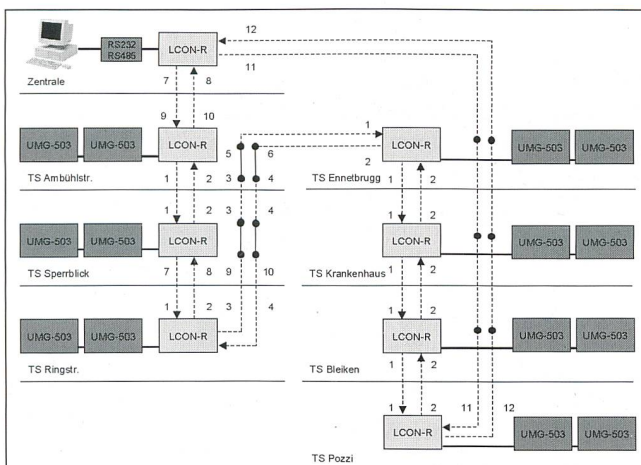 RS232
RS485
LCON-R
12
11
7 8
Zentrale
9 10
UMG-503 UMG-503 LCON-R
5 6
1
2
LCON-R UMG-503 UMG-503
TS Ambühlstr.
1 2 3 4
TS Ennetbrugg
1 2
1 2 3 4
1 2
UMG-503 UMG-503 LCON-R
LCON-R UMG-503 UMG-503
TS Sperrblick
7 8 9 10
TS Krankenhaus
1 2
1 2 3 4
1 2
UMG-503 UMG-503 LCON-R
LCON-R UMG-503 UMG-503
TS Ringstr.
TS Bleiken
1 2
1 2 11 12
LCON-R UMG-503 UMG-503
TS Pozzi